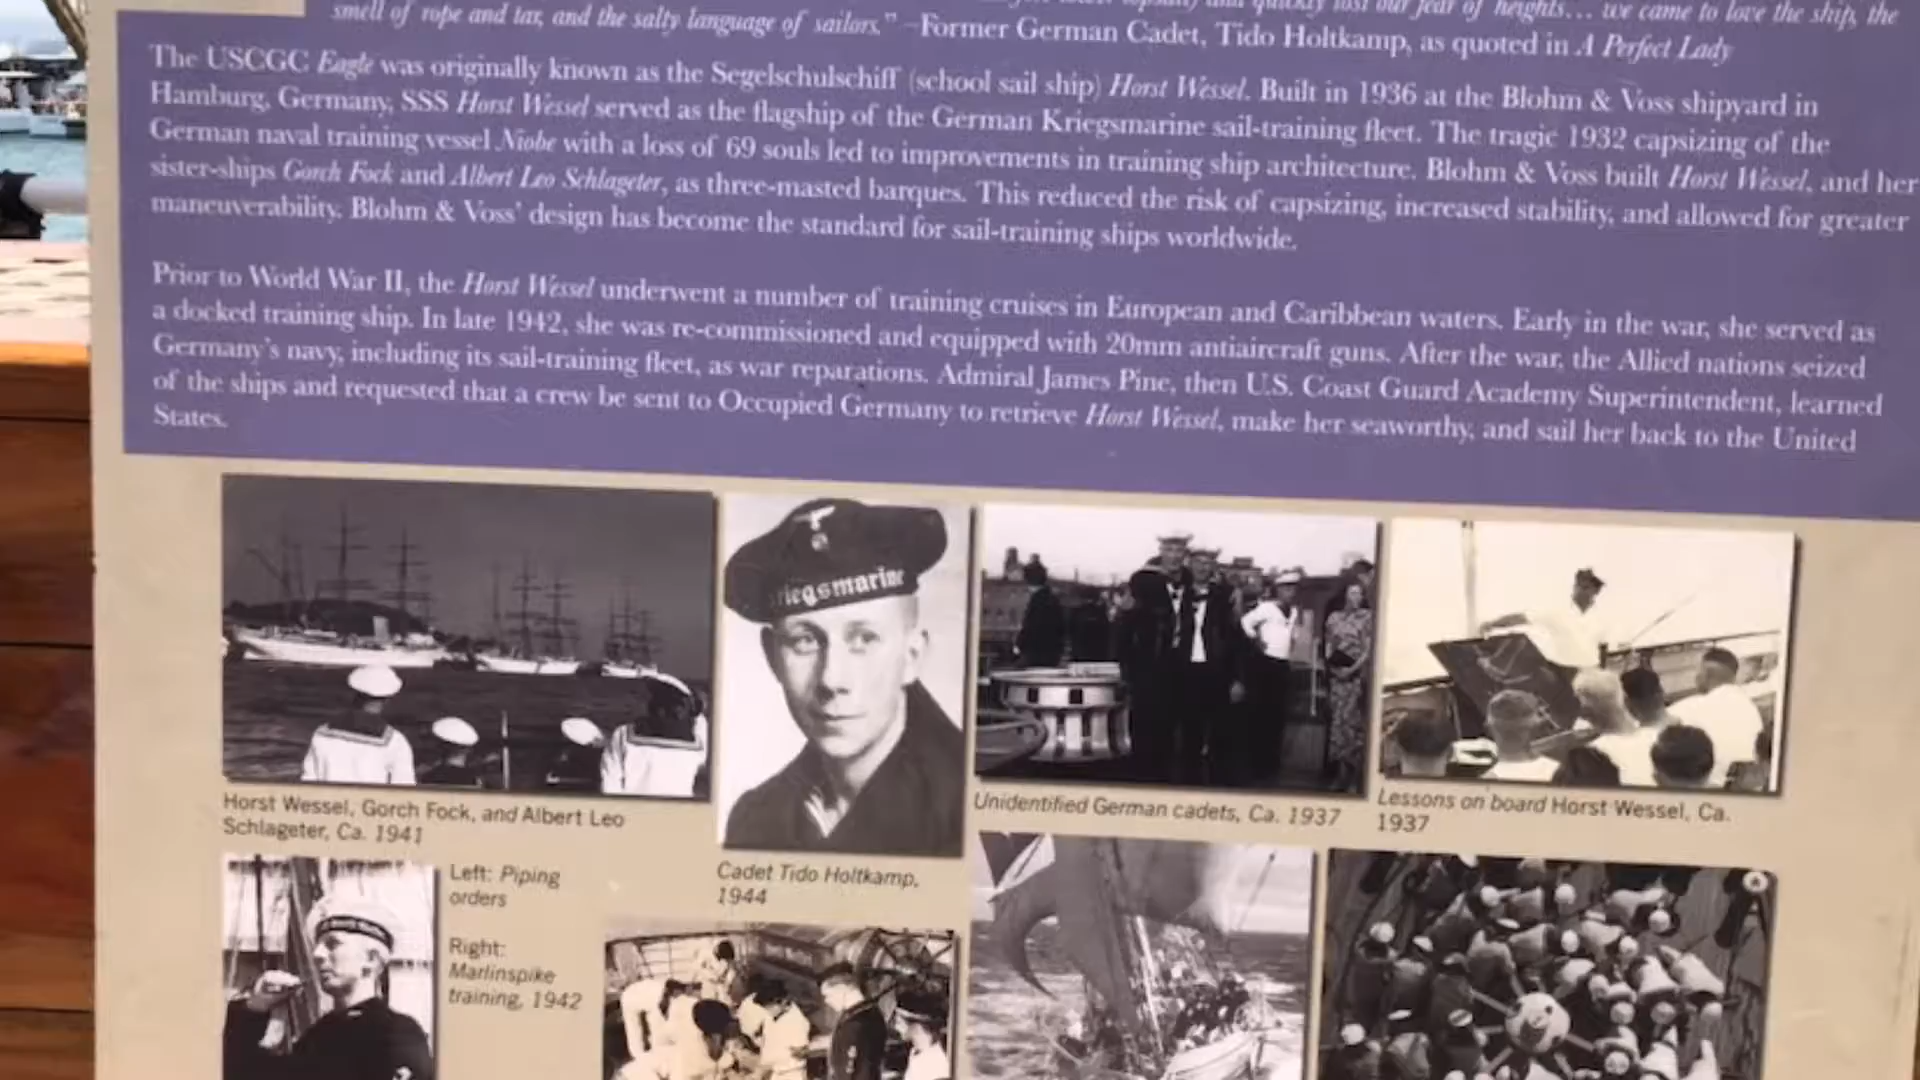 we came to love the ship, the
smell of rope and tar, and the salty language of sailors." –Former German Cadet, Tido Holtkamp, as quoted in A Perfect Lady
The USCGC Eagle was originally known as the Segelschulschiff (school sail ship) Horst Wessel. Built in 1936 at the Blohm & Voss shipyard in
Hamburg, Germany, SSS Horst Wessel served as the flagship of the German Kriegsmarine sail-training fleet. The tragic 1932 capsizing of the
German naval training vessel Niobe with a loss of 69 souls led to improvements in training ship architecture. Blohm & Voss built Horst Wessel, and her
sister-ships Gorch Fock and Albert Leo Schlageter, as three-masted barques. This reduced the risk of capsizing, increased stability, and allowed for greater
maneuverability. Blohm & Voss' design has become the standard for sail-training ships worldwide.
Prior to World War II, the Horst Wessel underwent a number of training cruises in European and Caribbean waters. Early in the war, she served as
a docked training ship. In late 1942, she was re-commissioned and equipped with 20mm antiaircraft guns. After the war, the Allied nations seized
Germany's navy, including its sail-training fleet, as war reparations. Admiral James Pine, then U.S. Coast Guard Academy Superintendent, learned
of the ships and requested that a crew be sent to Occupied Germany to retrieve Horst Wessel, make her seaworthy, and sail her back to the United
States.
riegsmarine
Horst Wessel, Gorch Fock, and Albert Leo
Schlageter, Ca. 1941
Cadet Tido Holtkamp,
1944
Unidentified German cadets, Ca. 1937
Lessons on board Horst Wessel, Ca.
1937
Left: Piping
orders
Right:
Marlinspike
training, 1942